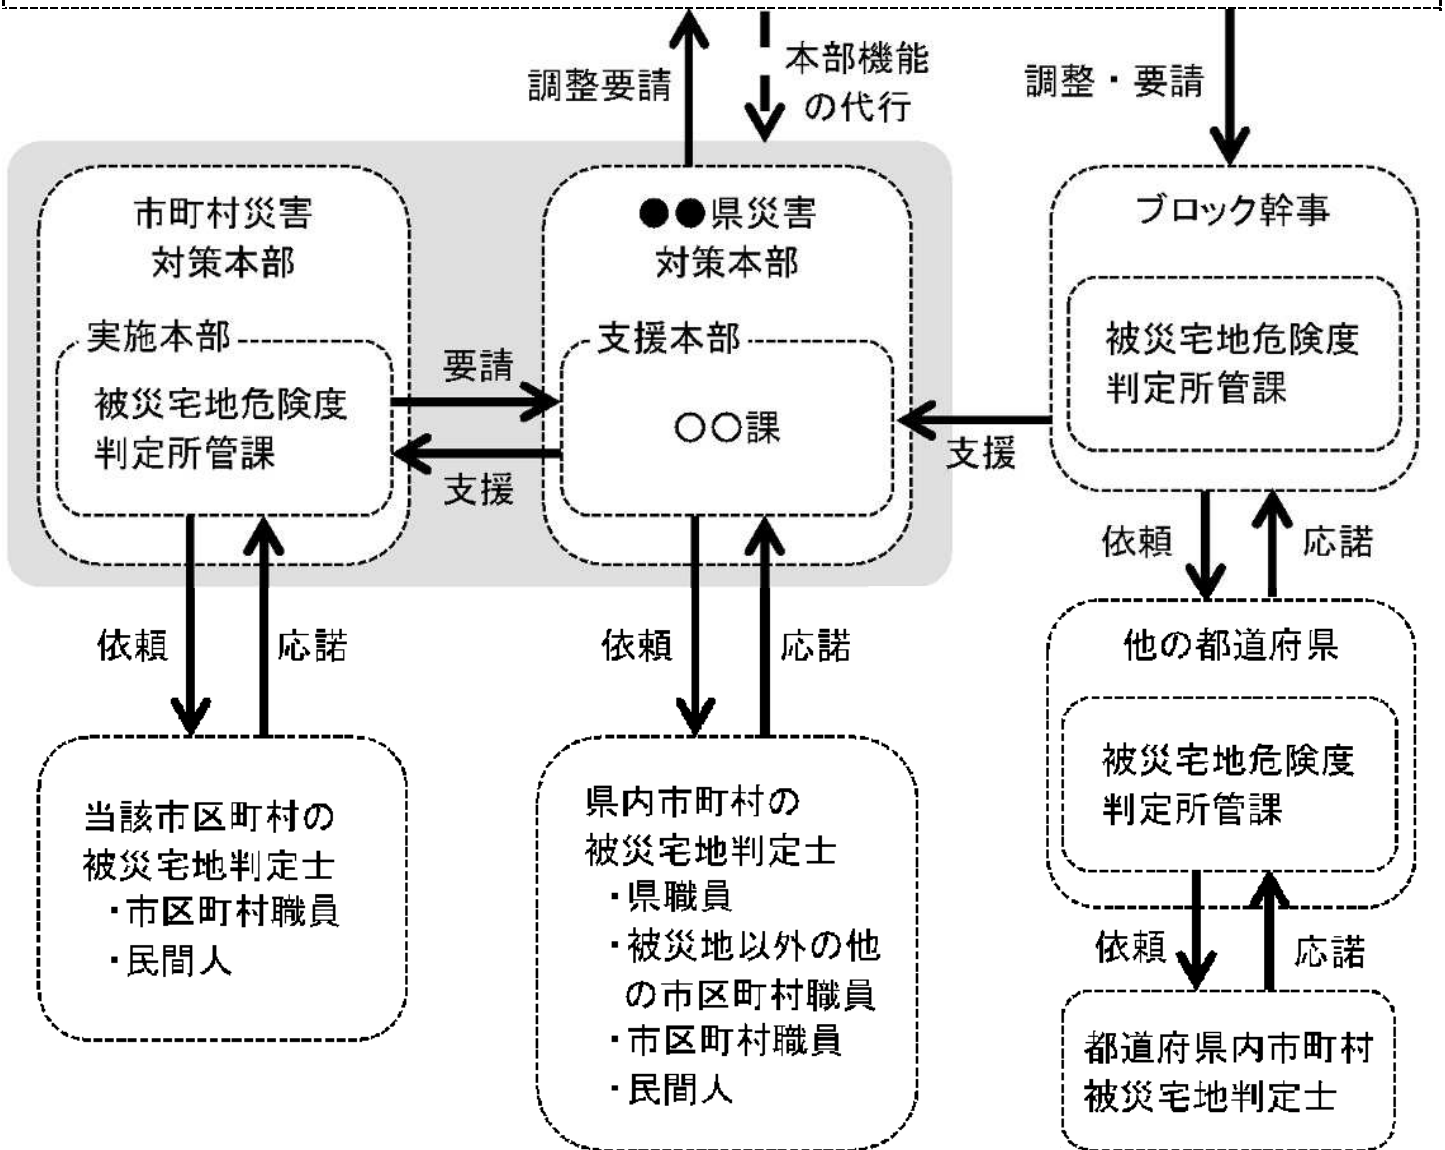 調整要請
本部機能
の代行
調整・要請
市町村災害
対策本部
実施本部
被災宅地危険度
判定所管課
要請
支援
●●県災害
対策本部
支援本部
〇〇課
支援
ブロック幹事
被災宅地危険度
判定所管課
依頼
応諾
依頼
応諾
依頼
応諾
当該市区町村の
被災宅地判定士
・市区町村職員
・民間人
県内市町村の
被災宅地判定士
・県職員
・被災地以外の他
の市区町村職員
・市区町村職員
・民間人
他の都道府県
被災宅地危険度
判定所管課
依頼
応諾
都道府県内市町村
被災宅地判定士